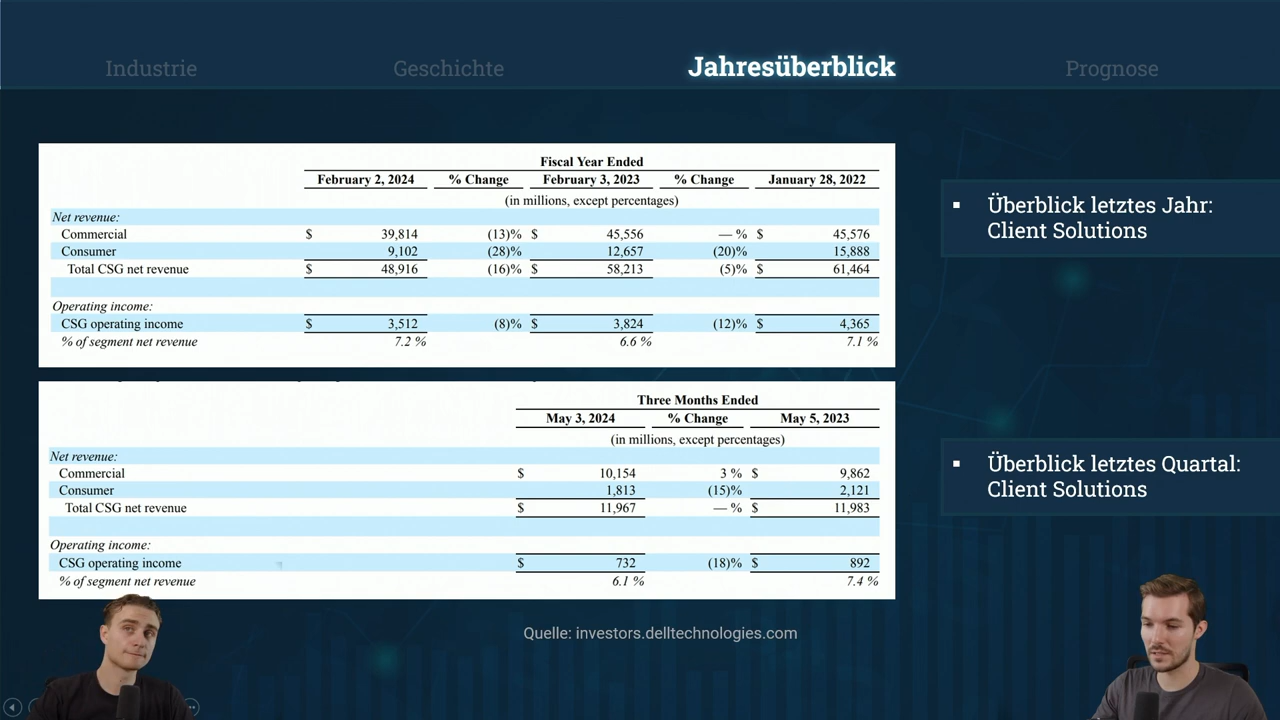 Industrie Geschichte Jahresüberblick Prognose
Fiscal Year Ended
February 2, 2024 % Change February 3, 2023 % Change January 28, 2022
(in millions, except percentages)
Net revenue:
Commercial $ 39,814 (13)% $ 45,556 — % $ 45,576
Consumer 9,102 (28)% 12,657 (20)% 15,888
Total CSG net revenue $ 48,916 (16)% $ 58,213 (5)% $ 61,464
Operating income:
CSG operating income $ 3,512 (8)% $ 3,824 (12)% $ 4,365
% of segment net revenue 7.2 % 6.6 % 7.1 %
▪ Überblick letztes Jahr:
Client Solutions
Three Months Ended
May 3, 2024 % Change May 5, 2023
(in millions, except percentages)
Net revenue:
Commercial $ 10,154 3 % $ 9,862
Consumer 1,813 (15)% 2,121
Total CSG net revenue $ 11,967 — % $ 11,983
Operating income:
CSG operating income $ 732 (18)% $ 892
% of segment net revenue 6.1 % 7.4 %
▪ Überblick letztes Quartal:
Client Solutions
Quelle: investors.delltechnologies.com